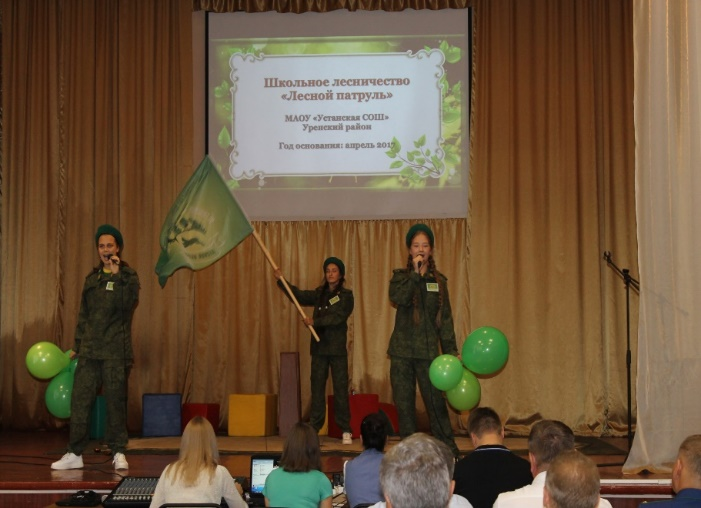 Школьное лесничество
«Лесной патруль»
МАОУ «Устанская СОШ»
Уренский район
Год основания: апрель